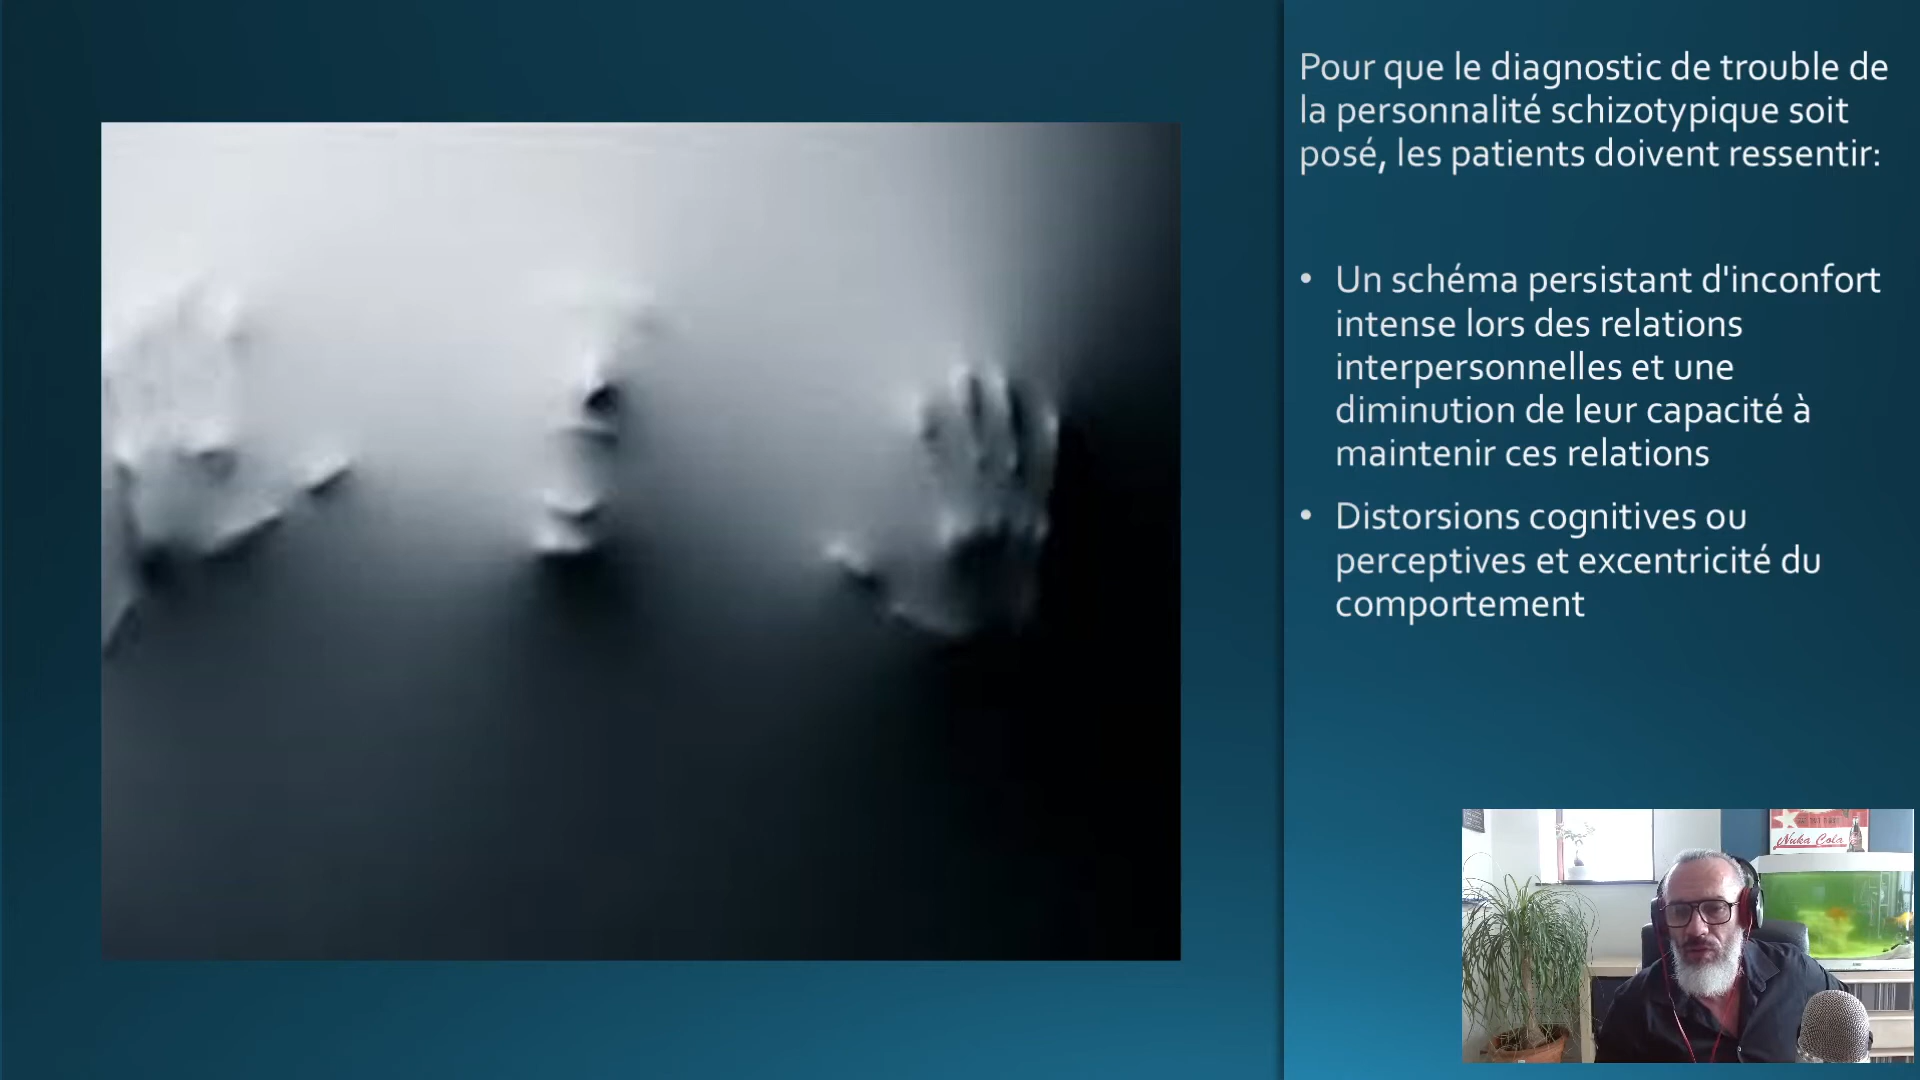 Pour que le diagnostic de trouble de
la personnalité schizotypique soit
posé, les patients doivent ressentir:
• Un schéma persistant d'inconfort
intense lors des relations
interpersonnelles et une
diminution de leur capacité à
maintenir ces relations
• Distorsions cognitives ou
perceptives et excentricité du
comportement
Nuka Cola